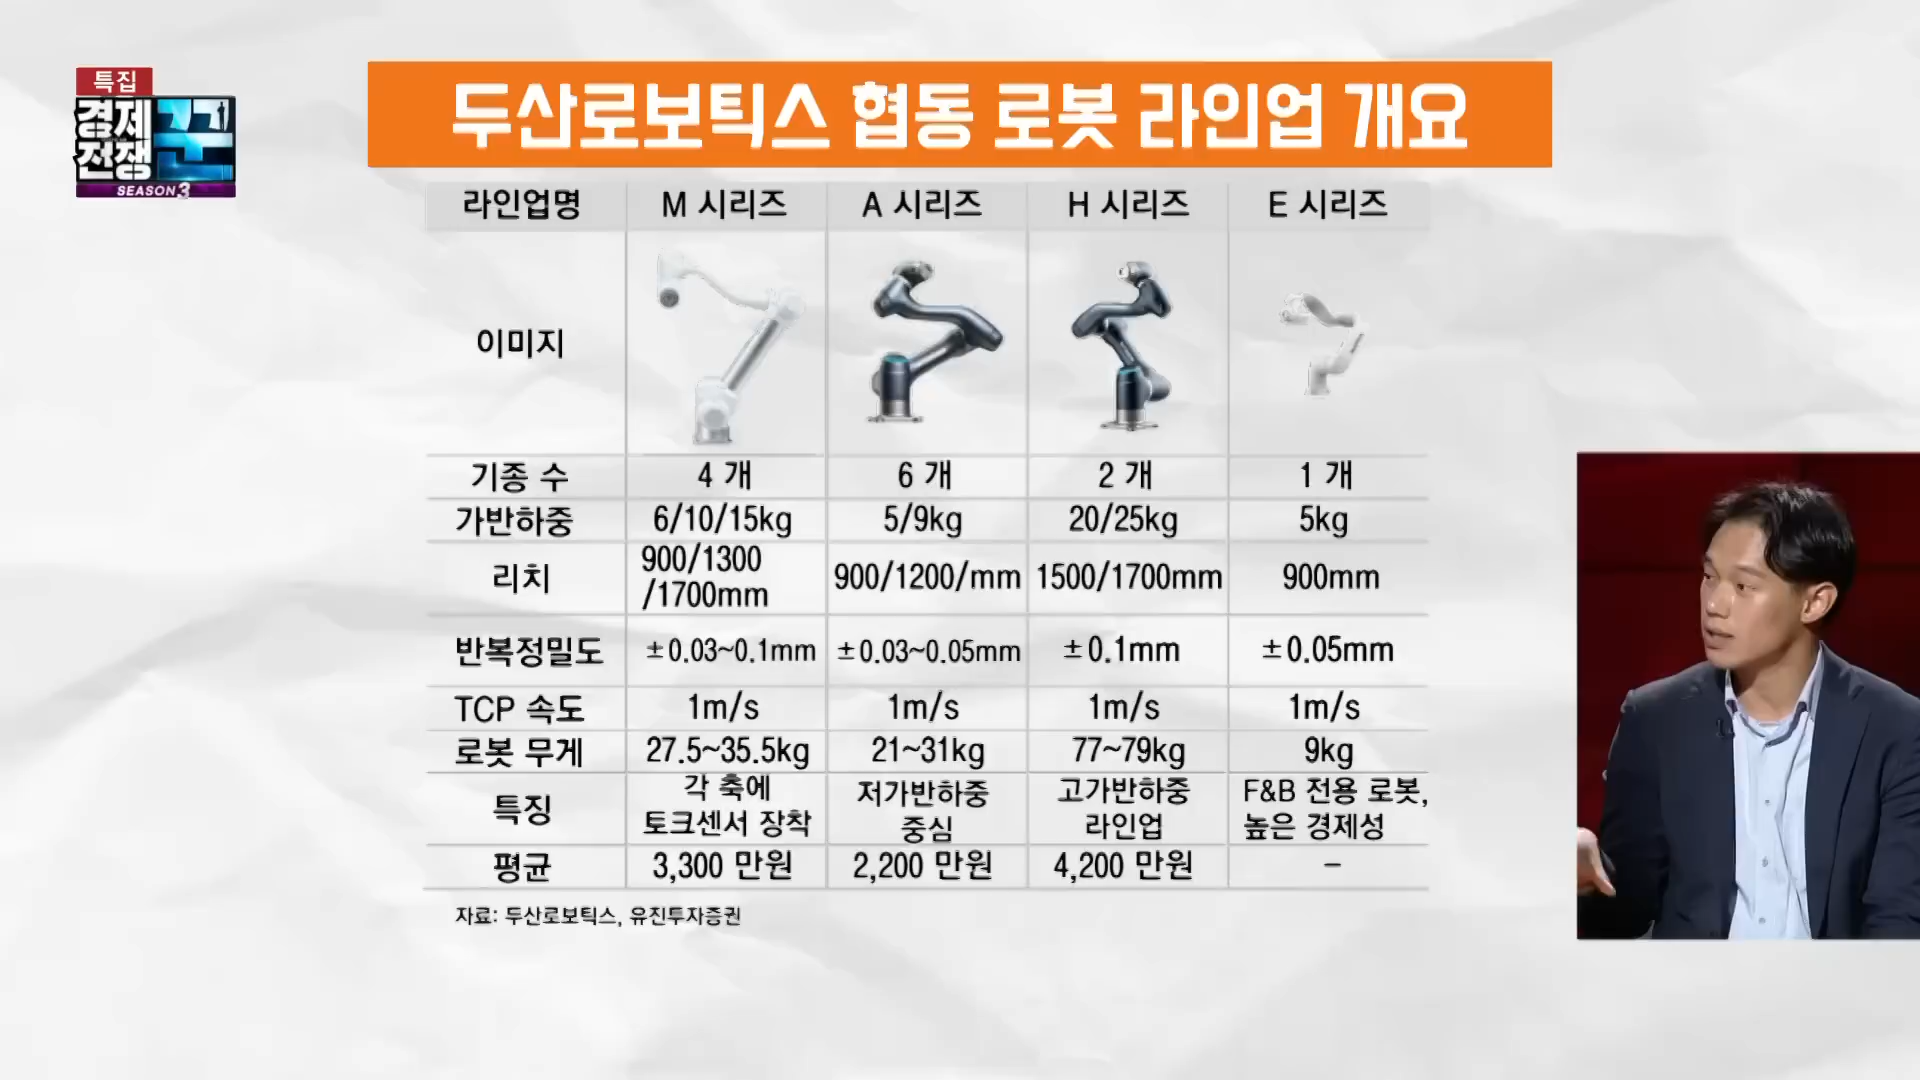 특집
경제
전쟁
꾼
SEASON3
두산로보틱스 협동 로봇 라인업 개요
라인업명 M 시리즈 A 시리즈 H 시리즈 E 시리즈
이미지
기종 수 4 개 6 개 2 개 1 개
가반하중 6/10/15kg 5/9kg 20/25kg 5kg
리치 900/1300 /1700mm 900/1200/mm 1500/1700mm 900mm
반복정밀도 ±0.03~0.1mm ±0.03~0.05mm ±0.1mm ±0.05mm
TCP 속도 1m/s 1m/s 1m/s 1m/s
로봇 무게 27.5~35.5kg 21~31kg 77~79kg 9kg
특징 각 축에 토크센서 장착 저가반하중 중심 고가반하중 라인업 F&B 전용 로봇, 높은 경제성
평균 3,300 만원 2,200 만원 4,200 만원 –
자료: 두산로보틱스, 유진투자증권